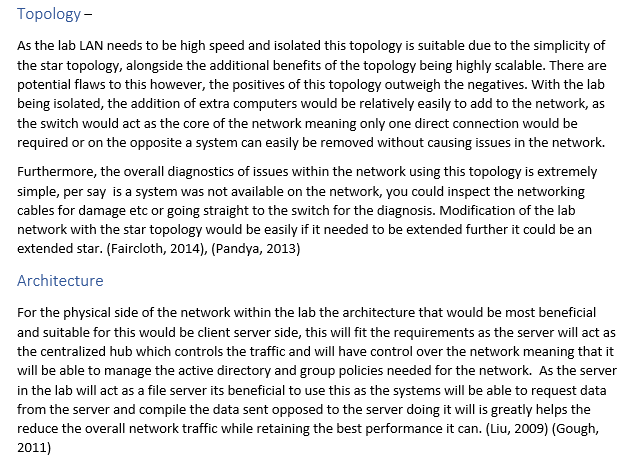 Topology –
As the lab LAN needs to be high speed and isolated this topology is suitable due to the simplicity of
the star topology, alongside the additional benefits of the topology being highly scalable. There are
potential flaws to this however, the positives of this topology outweigh the negatives. With the lab
being isolated, the addition of extra computers would be relatively easily to add to the network, as
the switch would act as the core of the network meaning only one direct connection would be
required or on the opposite a system can easily be removed without causing issues in the network.
Furthermore, the overall diagnostics of issues within the network using this topology is extremely
simple, per say  is a system was not available on the network, you could inspect the networking
cables for damage etc or going straight to the switch for the diagnosis. Modification of the lab
network with the star topology would be easily if it needed to be extended further it could be an
extended star. (Faircloth, 2014), (Pandya, 2013)
Architecture
For the physical side of the network within the lab the architecture that would be most beneficial
and suitable for this would be client server side, this will fit the requirements as the server will act as
the centralized hub which controls the traffic and will have control over the network meaning that it
will be able to manage the active directory and group policies needed for the network.  As the server
in the lab will act as a file server its beneficial to use this as the systems will be able to request data
from the server and compile the data sent opposed to the server doing it will is greatly helps the
reduce the overall network traffic while retaining the best performance it can. (Liu, 2009) (Gough,
2011)